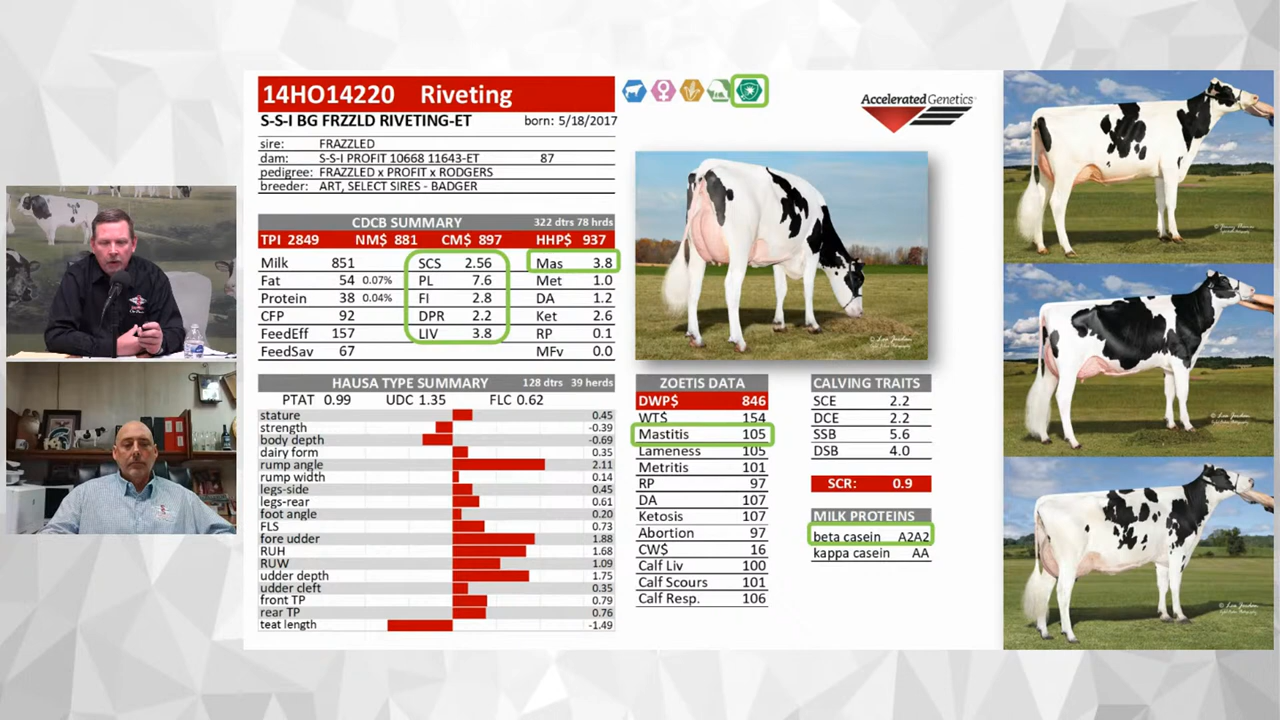 14HO14220 Riveting
S-S-I BG FRZZLD RIVETING-ET born: 5/18/2017
sire: FRAZZLED
dam: S-S-I PROFIT 10668 11643-ET 87
pedigree: FRAZZLED x PROFIT x RODGERS
breeder: ART, SELECT SIRES - BADGER
CDCB SUMMARY 322 dtrs 78 hrds
TPI 2849 NM$ 881 CM$ 897 HHP$ 937
Milk 851 SCS 2.56 Mas 3.8
Fat 54 0.07% PL 7.6 Met 1.0
Protein 38 0.04% FI 2.8 DA 1.2
CFP 92 DPR 2.2 Ket 2.6
FeedEff 157 LIV 3.8 RP 0.1
FeedSav 67 MFv 0.0
HAUSA TYPE SUMMARY 128 dtrs 39 herds
PTAT 0.99 UDC 1.35 FLC 0.62
stature 0.45
strength -0.39
body depth -0.69
dairy form 0.35
rump angle 2.11
rump width 0.14
legs-side 0.45
legs-rear 0.61
foot angle 0.20
FLS 0.73
fore udder 1.88
RUH 1.68
RUW 1.09
udder depth 1.75
udder cleft 0.35
front TP 0.79
rear TP 0.76
teat length -1.49
Accelerated Genetics
ZOETIS DATA
DWP$ 846
WT$ 154
Mastitis 105
Lameness 105
Metritis 101
RP 97
DA 107
Ketosis 107
Abortion 97
CW$ 16
Calf Liv 100
Calf Scours 101
Calf Resp. 106
CALVING TRAITS
SCE 2.2
DCE 2.2
SSB 5.6
DSB 4.0
SCR: 0.9
MILK PROTEINS
beta casein A2A2
kappa casein AA